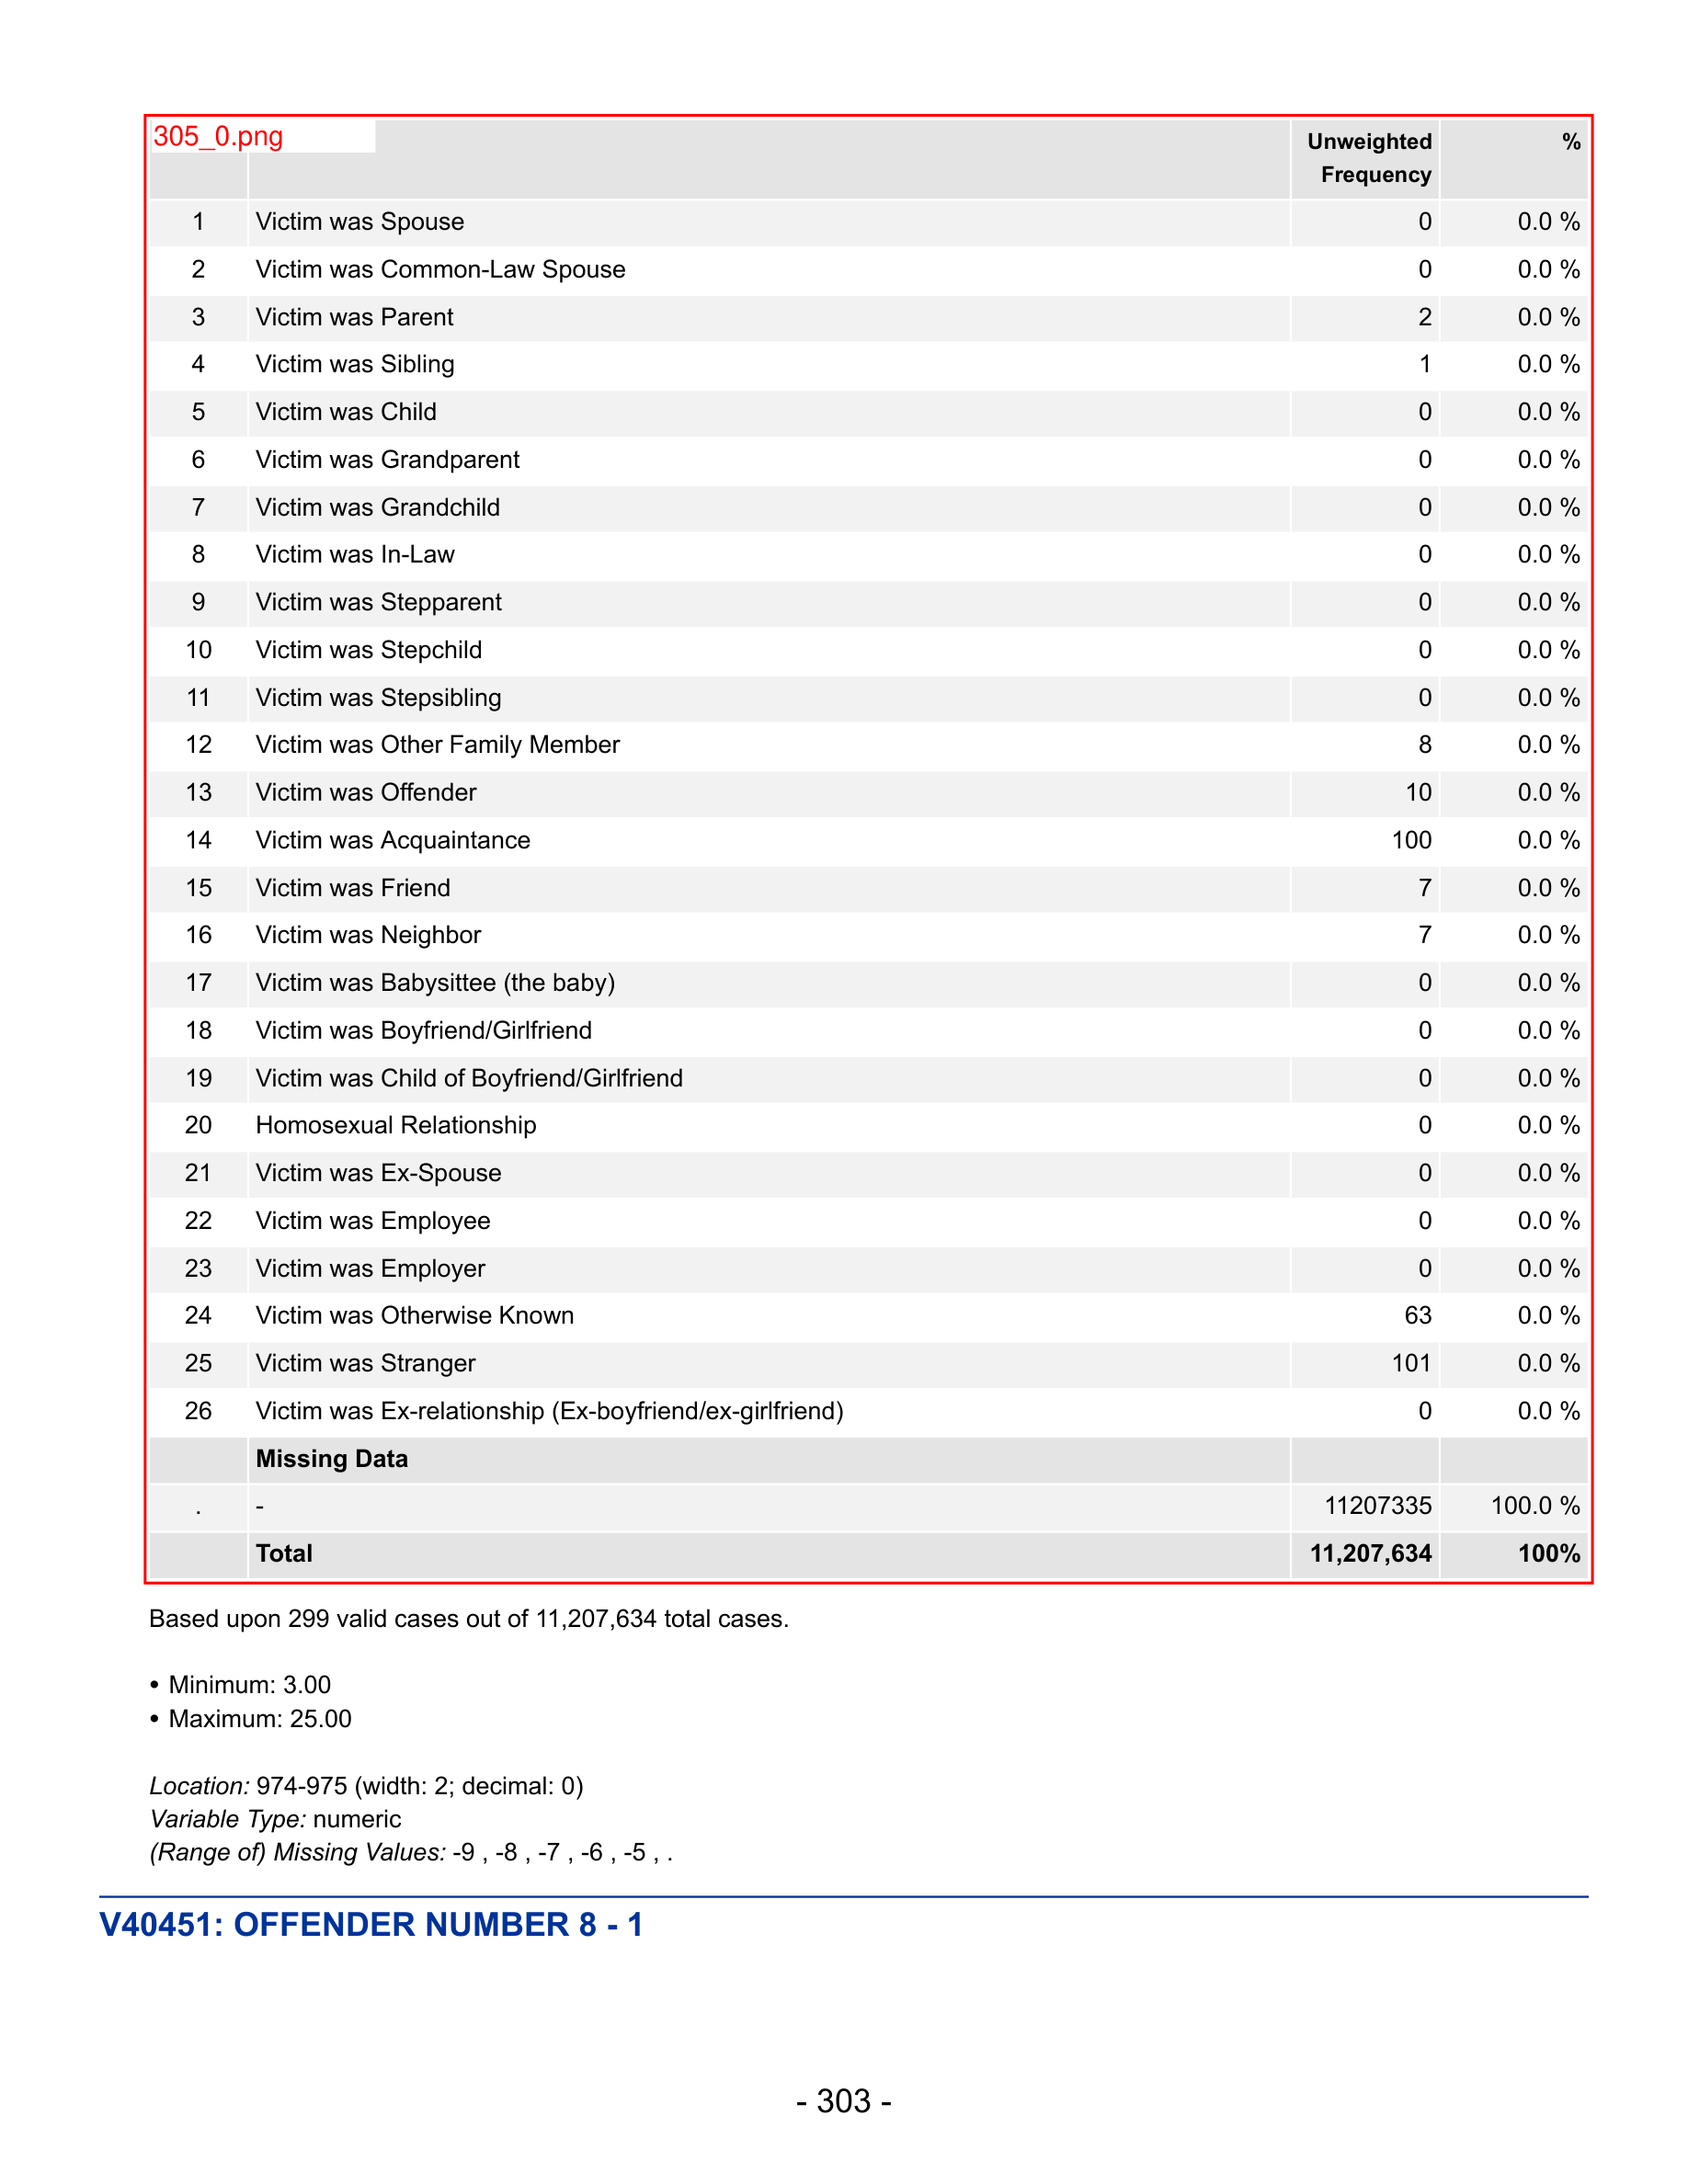 305_0.png
Unweighted Frequency %
1 Victim was Spouse 0 0.0 %
2 Victim was Common-Law Spouse 0 0.0 %
3 Victim was Parent 2 0.0 %
4 Victim was Sibling 1 0.0 %
5 Victim was Child 0 0.0 %
6 Victim was Grandparent 0 0.0 %
7 Victim was Grandchild 0 0.0 %
8 Victim was In-Law 0 0.0 %
9 Victim was Stepparent 0 0.0 %
10 Victim was Stepchild 0 0.0 %
11 Victim was Stepsibling 0 0.0 %
12 Victim was Other Family Member 8 0.0 %
13 Victim was Offender 10 0.0 %
14 Victim was Acquaintance 100 0.0 %
15 Victim was Friend 7 0.0 %
16 Victim was Neighbor 7 0.0 %
17 Victim was Babysittee (the baby) 0 0.0 %
18 Victim was Boyfriend/Girlfriend 0 0.0 %
19 Victim was Child of Boyfriend/Girlfriend 0 0.0 %
20 Homosexual Relationship 0 0.0 %
21 Victim was Ex-Spouse 0 0.0 %
22 Victim was Employee 0 0.0 %
23 Victim was Employer 0 0.0 %
24 Victim was Otherwise Known 63 0.0 %
25 Victim was Stranger 101 0.0 %
26 Victim was Ex-relationship (Ex-boyfriend/ex-girlfriend) 0 0.0 %
Missing Data
. - 11207335 100.0 %
Total 11,207,634 100%
Based upon 299 valid cases out of 11,207,634 total cases.
• Minimum: 3.00
• Maximum: 25.00
Location: 974-975 (width: 2; decimal: 0)
Variable Type: numeric
(Range of) Missing Values: -9 , -8 , -7 , -6 , -5 , .
V40451: OFFENDER NUMBER 8 - 1
- 303 -